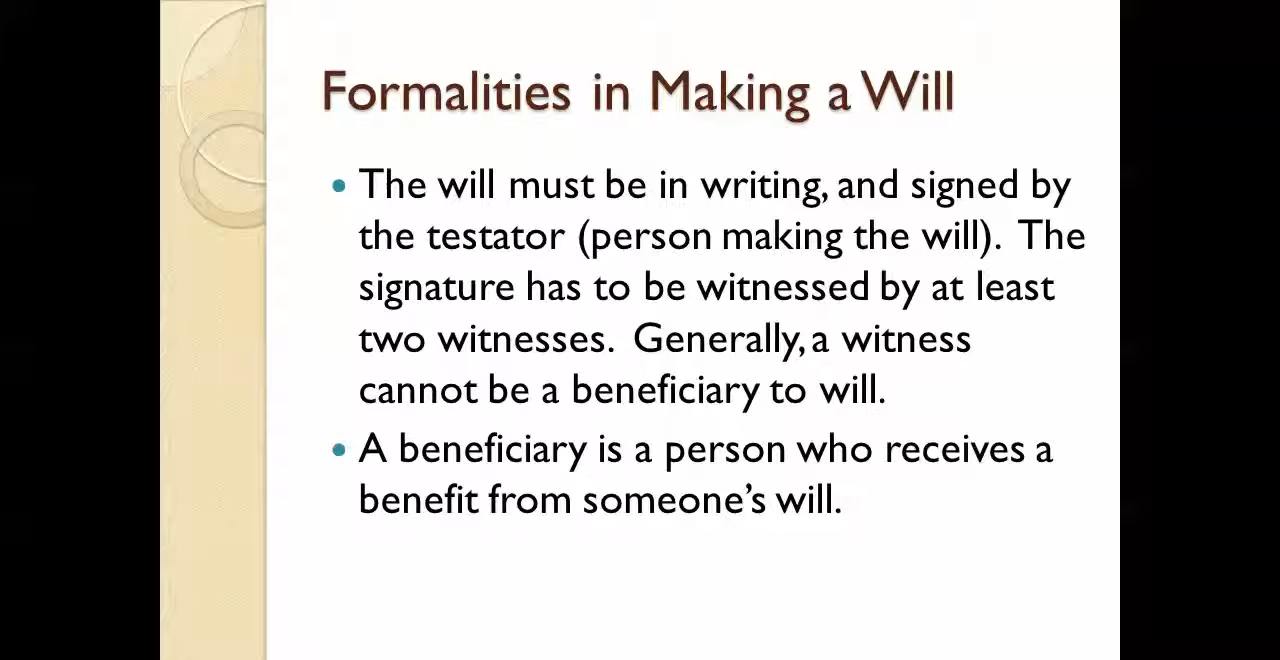 Formalities in Making a Will
• The will must be in writing, and signed by
the testator (person making the will). The
signature has to be witnessed by at least
two witnesses. Generally, a witness
cannot be a beneficiary to will.
• A beneficiary is a person who receives a
benefit from someone’s will.